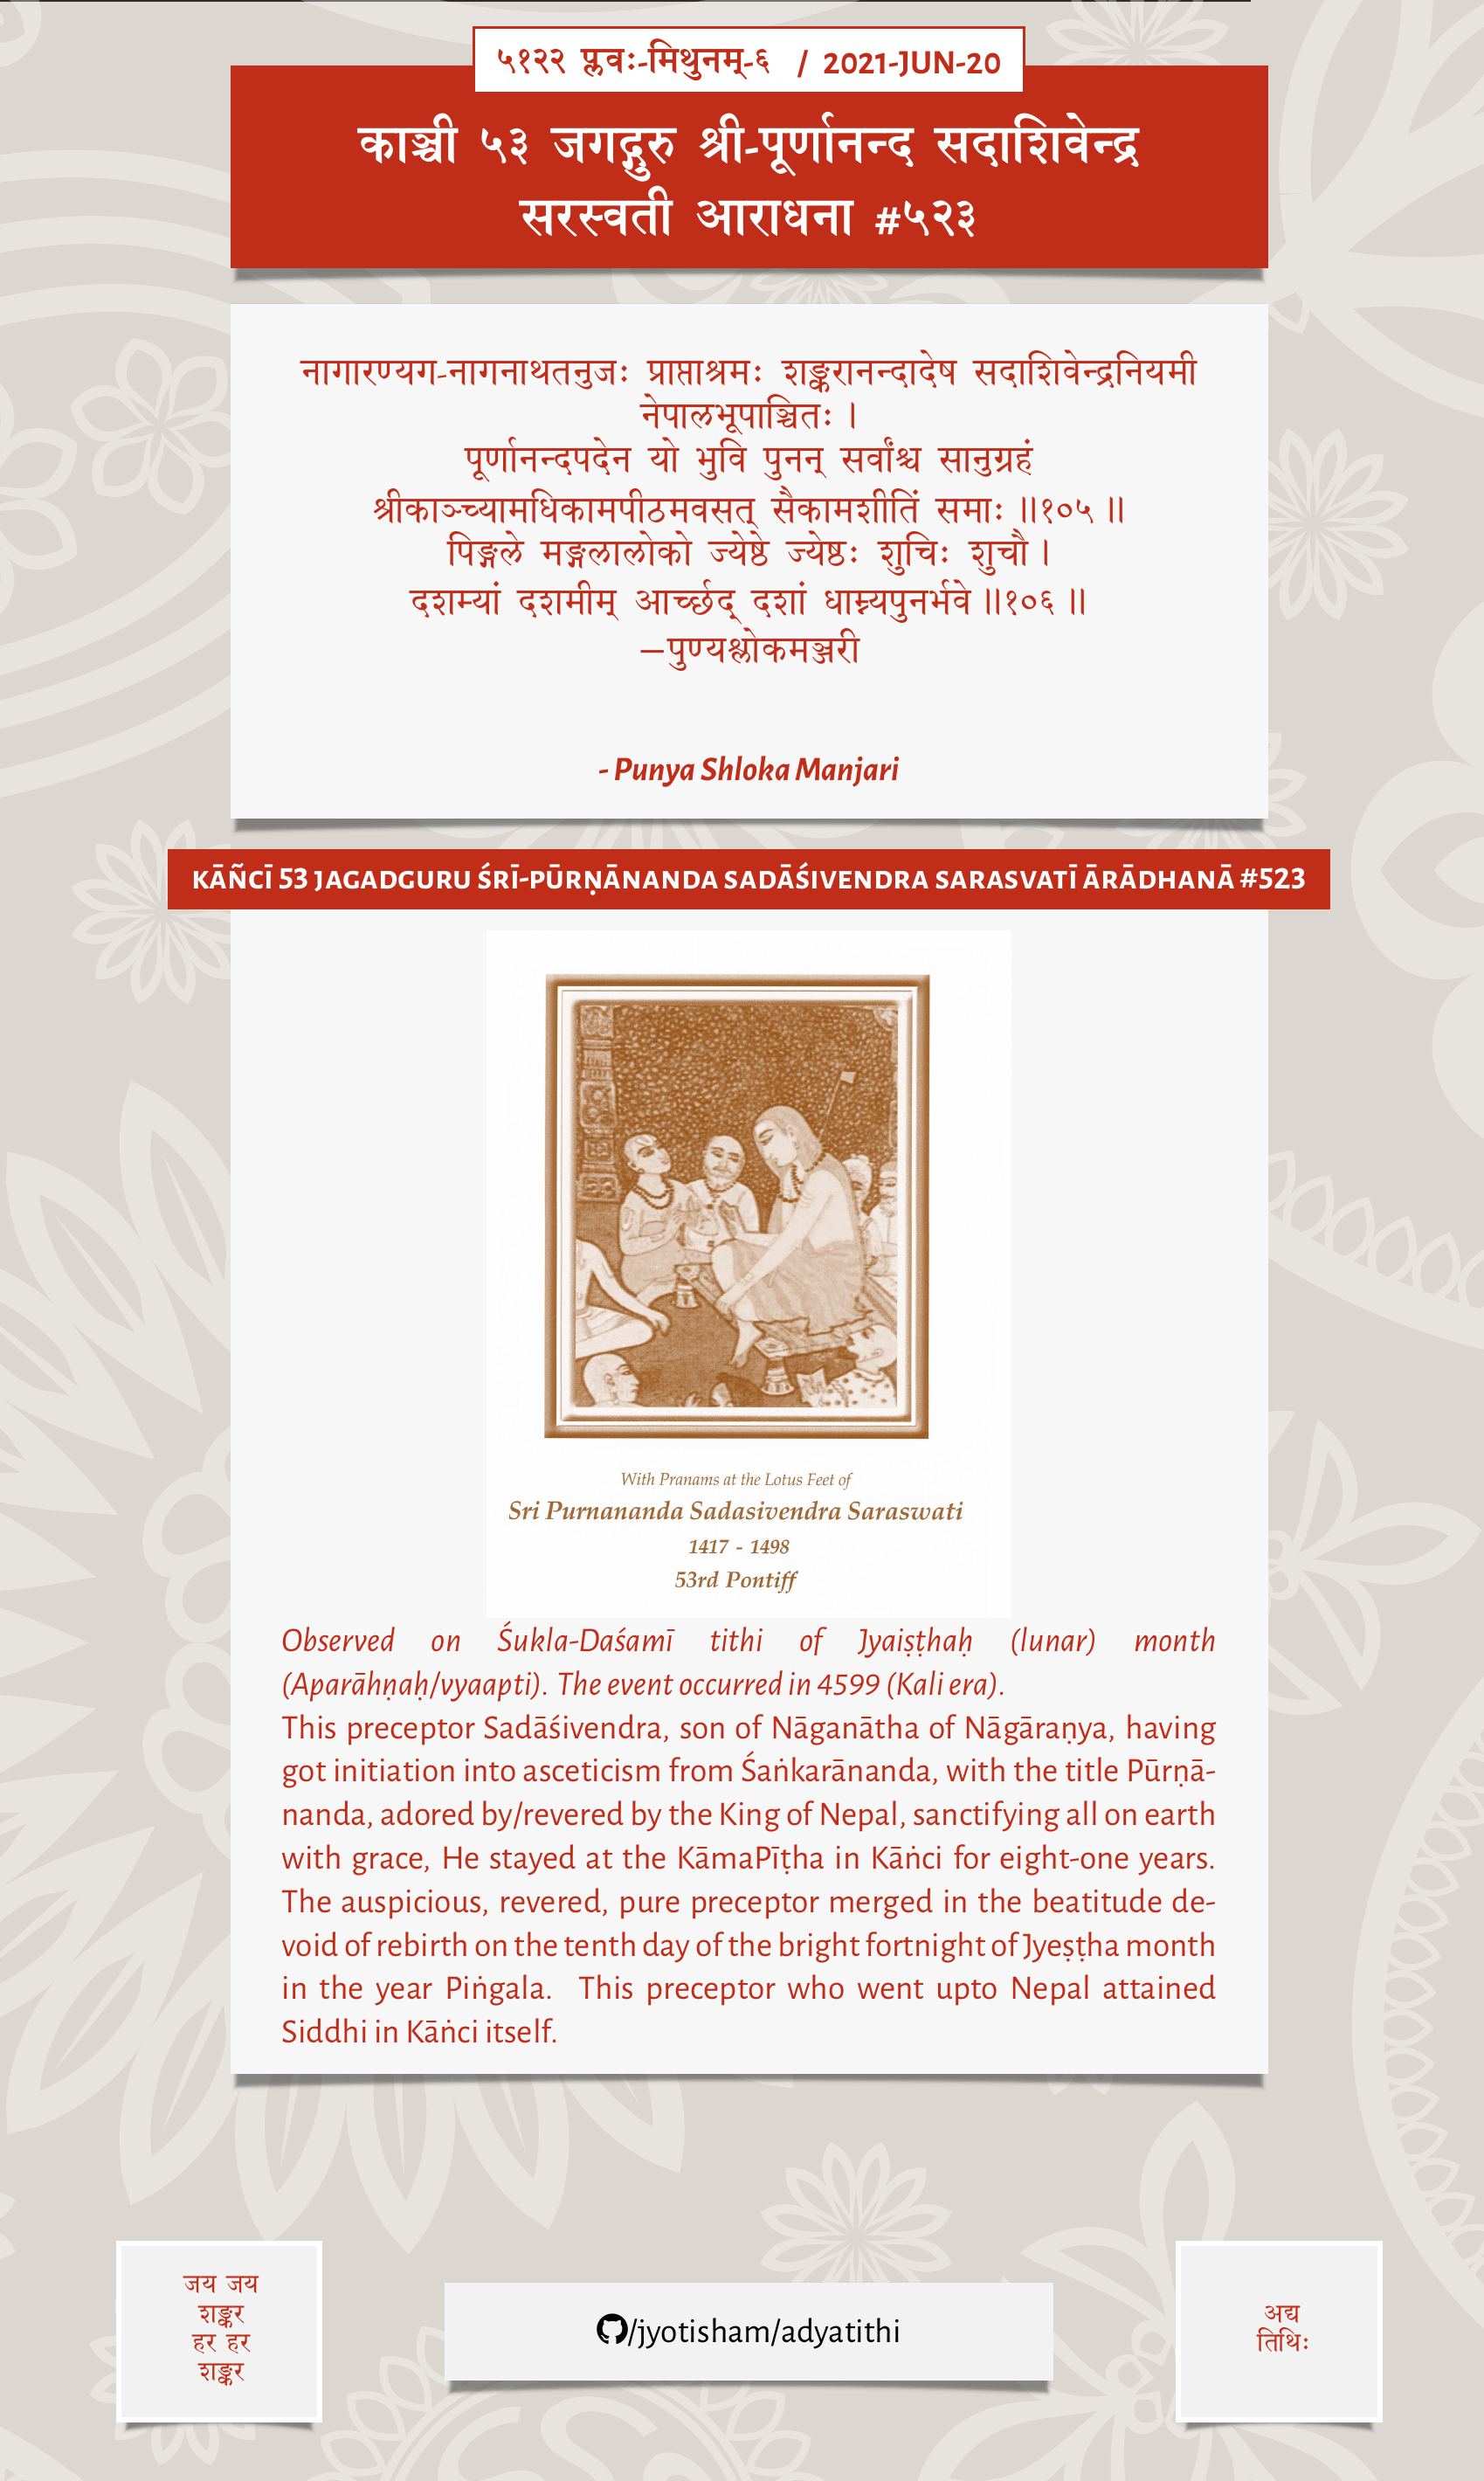 ५१२२ प्लवः-मिथुनम्-६ / 2021-JUN-20
काञ्ची ५३ जगद्गुरु श्री-पूर्णानन्द सदाशिवेन्द्र
सरस्वती आराधना #५२३
नागारण्यग-नागनाथतनुजः प्राप्ताश्रमः शङ्करानन्दादेष सदाशिवेन्द्रनियमी
नेपालभूपाञ्चितः ।
पूर्णानन्दपदेन यो भुवि पुनन् सर्वांश्च सानुग्रहं
श्रीकाञ्च्यामधिकामपीठमवसत् सैकामशीतिं समाः ॥१०५ ॥
पिङ्गले मङ्गलालोको ज्येष्ठे ज्येष्ठः शुचिः शुचौ ।
दशम्यां दशमीम् आर्च्छद् दशां धाम्न्यपुनर्भवे ॥१०६ ॥
—पुण्यश्लोकमञ्जरी
- Punya Shloka Manjari
KĀÑCĪ 53 JAGADGURU ŚRĪ-PŪRṆĀNANDA SADĀŚIVENDRA SARASVATĪ ĀRĀDHANĀ #523
With Pranams at the Lotus Feet of
Sri Purnananda Sadasivendra Saraswati
1417 - 1498
53rd Pontiff
Observed on Śukla-Daśamī tithi of Jyaiṣṭhaḥ (lunar) month
(Aparāhṇaḥ/vyaapti). The event occurred in 4599 (Kali era).
This preceptor Sadāśivendra, son of Nāganātha of Nāgāraṇya, having
got initiation into asceticism from Śaṅkarānanda, with the title Pūrṇā-
nanda, adored by/revered by the King of Nepal, sanctifying all on earth
with grace, He stayed at the KāmaPīṭha in Kāṅci for eight-one years.
The auspicious, revered, pure preceptor merged in the beatitude de-
void of rebirth on the tenth day of the bright fortnight of Jyeṣṭha month
in the year Piṅgala. This preceptor who went upto Nepal attained
Siddhi in Kāṅci itself.
जय जय
शङ्कर
हर हर
शङ्कर
/jyotisham/adyatithi
अद्य
तिथिः